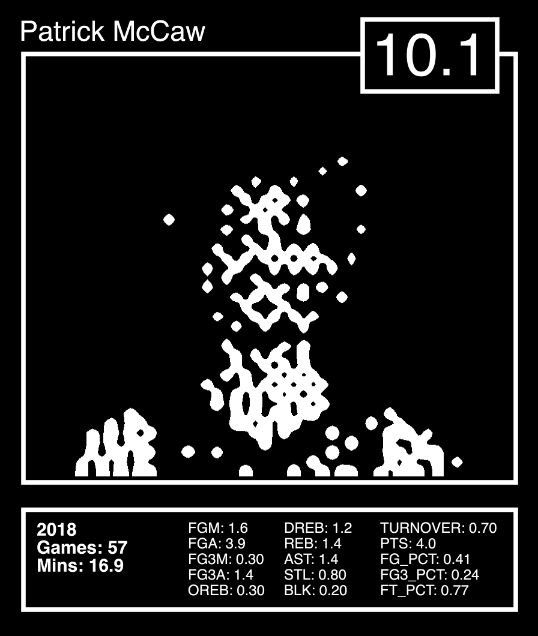 Patrick McCaw
10.1
2018
Games: 57
Mins: 16.9
FGM: 1.6
FGA: 3.9
FG3M: 0.30
FG3A: 1.4
OREB: 0.30
DREB: 1.2
REB: 1.4
AST: 1.4
STL: 0.80
BLK: 0.20
TURNOVER: 0.70
PTS: 4.0
FG_PCT: 0.41
FG3_PCT: 0.24
FT_PCT: 0.77